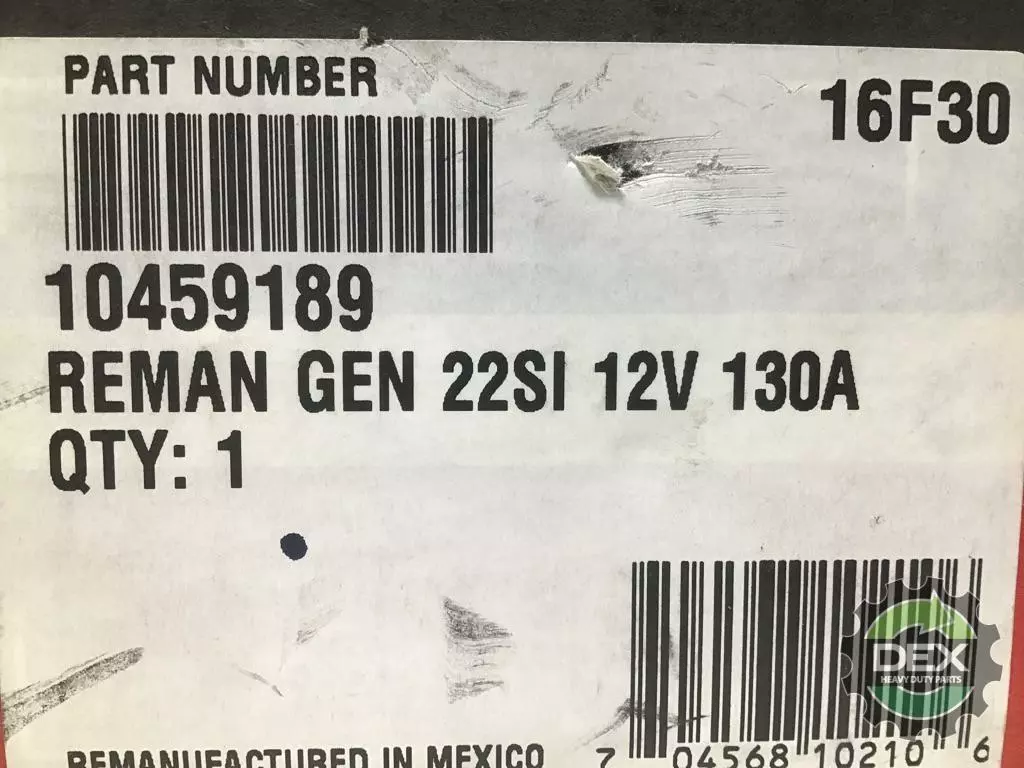 PART NUMBER
16F30
10459189
REMAN GEN 22SI 12V 130A
QTY: 1
DEX
HEAVY DUTY PARTS
REMANUFACTURED IN MEXICO
7 04568 10210 6